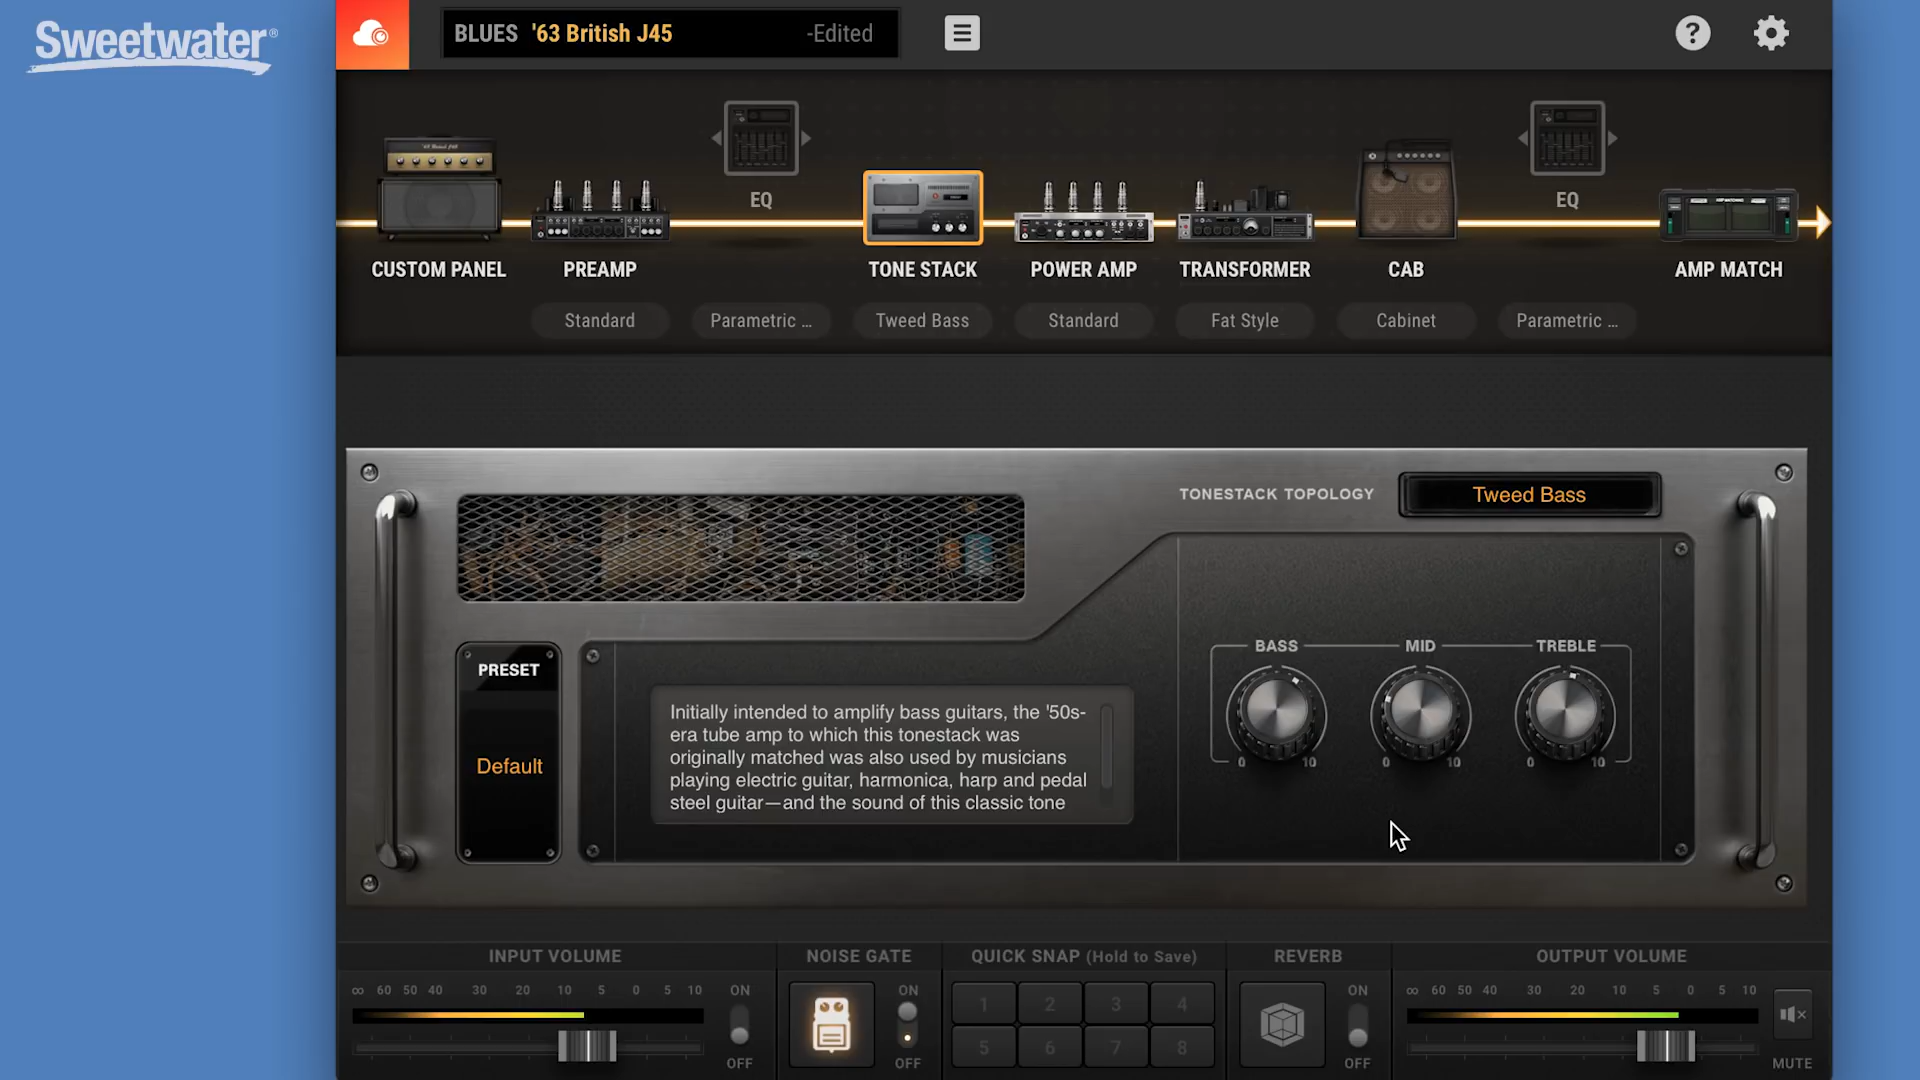 Sweetwater®
BLUES '63 British J45 -Edited
?
EQ
EQ
CUSTOM PANEL
PREAMP
TONE STACK
POWER AMP
TRANSFORMER
CAB
AMP MATCH
Standard
Parametric ...
Tweed Bass
Standard
Fat Style
Cabinet
Parametric ...
TONESTACK TOPOLOGY
Tweed Bass
PRESET
Default
Initially intended to amplify bass guitars, the '50s-
era tube amp to which this tonestack was
originally matched was also used by musicians
playing electric guitar, harmonica, harp and pedal
steel guitar—and the sound of this classic tone
BASS
MID
TREBLE
0 10
0 10
0 10
INPUT VOLUME
∞ 60 50 40 30 20 10 5 0 5 10
ON
OFF
NOISE GATE
ON
OFF
QUICK SNAP (Hold to Save)
1 2 3 4
5 6 7 8
REVERB
ON
OFF
OUTPUT VOLUME
∞ 60 50 40 30 20 10 5 0 5 10
MUTE